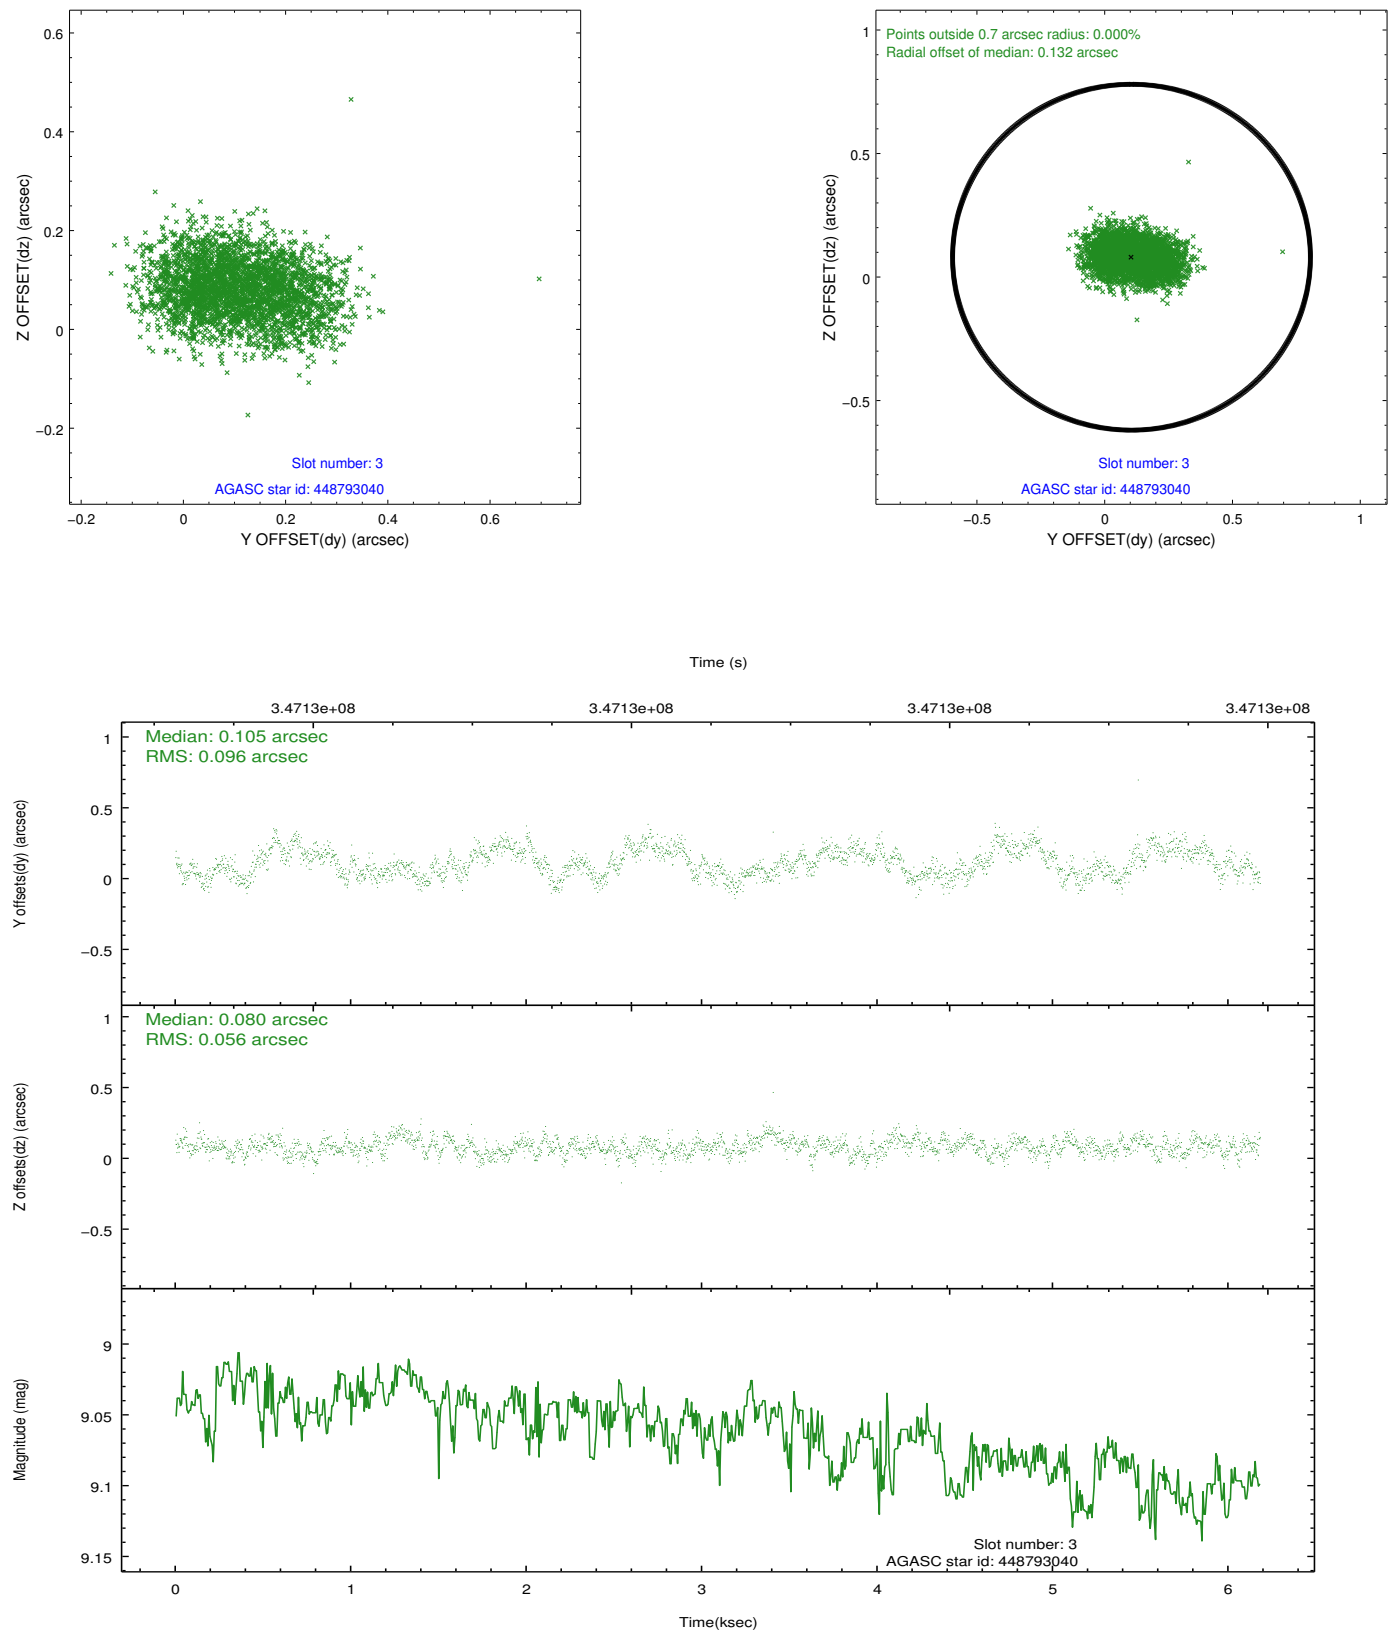 0.6
0.4
0.2
0
−0.2
Z OFFSET(dz) (arcsec)
Slot number: 3
AGASC star id: 448793040
−0.2 0 0.2 0.4 0.6
Y OFFSET(dy) (arcsec)
Points outside 0.7 arcsec radius: 0.000%
Radial offset of median: 0.132 arcsec
1
0.5
0
−0.5
Z OFFSET(dz) (arcsec)
Slot number: 3
AGASC star id: 448793040
−0.5 0 0.5 1
Y OFFSET(dy) (arcsec)
Time (s)
3.4713e+08 3.4713e+08 3.4713e+08 3.4713e+08
Median: 0.105 arcsec
RMS: 0.096 arcsec
1
0.5
0
−0.5
Y offsets(dy) (arcsec)
Median: 0.080 arcsec
RMS: 0.056 arcsec
1
0.5
0
−0.5
Z offsets(dz) (arcsec)
9
9.05
9.1
9.15
Magnitude (mag)
Slot number: 3
AGASC star id: 448793040
0 1 2 3 4 5 6
Time(ksec)